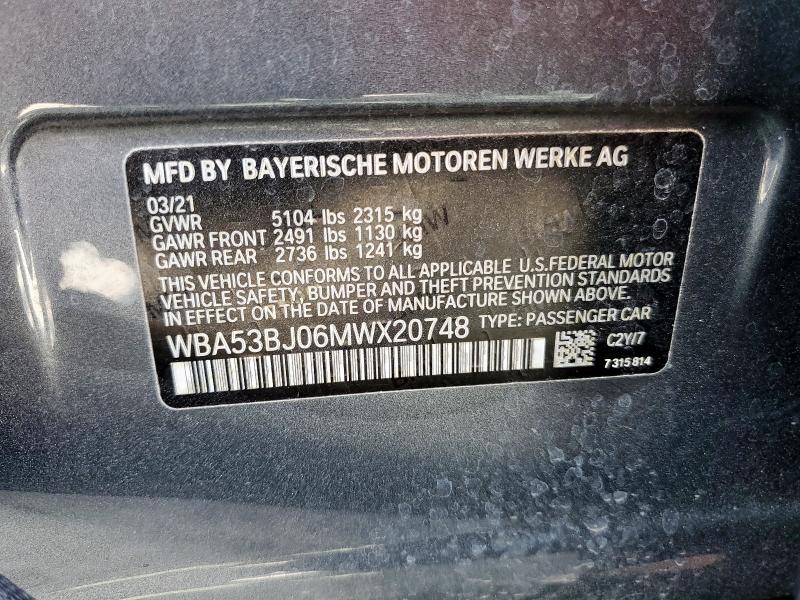 MFD BY BAYERISCHE MOTOREN WERKE AG
03/21
GVWR 5104 lbs 2315 kg
GAWR FRONT 2491 lbs 1130 kg
GAWR REAR 2736 lbs 1241 kg
THIS VEHICLE CONFORMS TO ALL APPLICABLE U.S.FEDERAL MOTOR
VEHICLE SAFETY, BUMPER AND THEFT PREVENTION STANDARDS
IN EFFECT ON THE DATE OF MANUFACTURE SHOWN ABOVE.
WBA53BJ06MWX20748 TYPE: PASSENGER CAR
C2Y/7
7315814